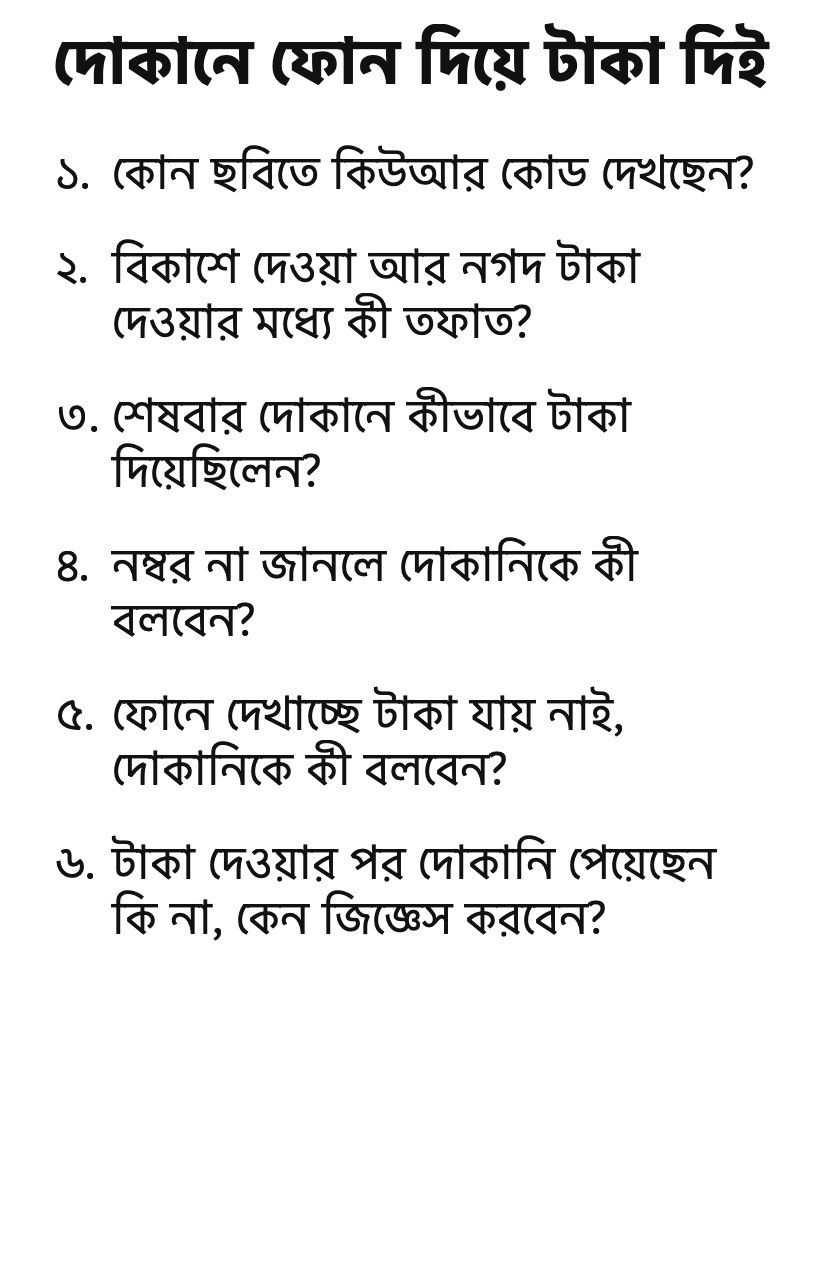 দোকানে ফোন দিয়ে টাকা দিই
১. কোন ছবিতে কিউআর কোড দেখছেন?
২. বিকাশে দেওয়া আর নগদ টাকা
দেওয়ার মধ্যে কী তফাত?
৩. শেষবার দোকানে কীভাবে টাকা
দিয়েছিলেন?
৪. নম্বর না জানলে দোকানিকে কী
বলবেন?
৫. ফোনে দেখাচ্ছে টাকা যায় নাই,
দোকানিকে কী বলবেন?
৬. টাকা দেওয়ার পর দোকানি পেয়েছেন
কি না, কেন জিজ্ঞেস করবেন?